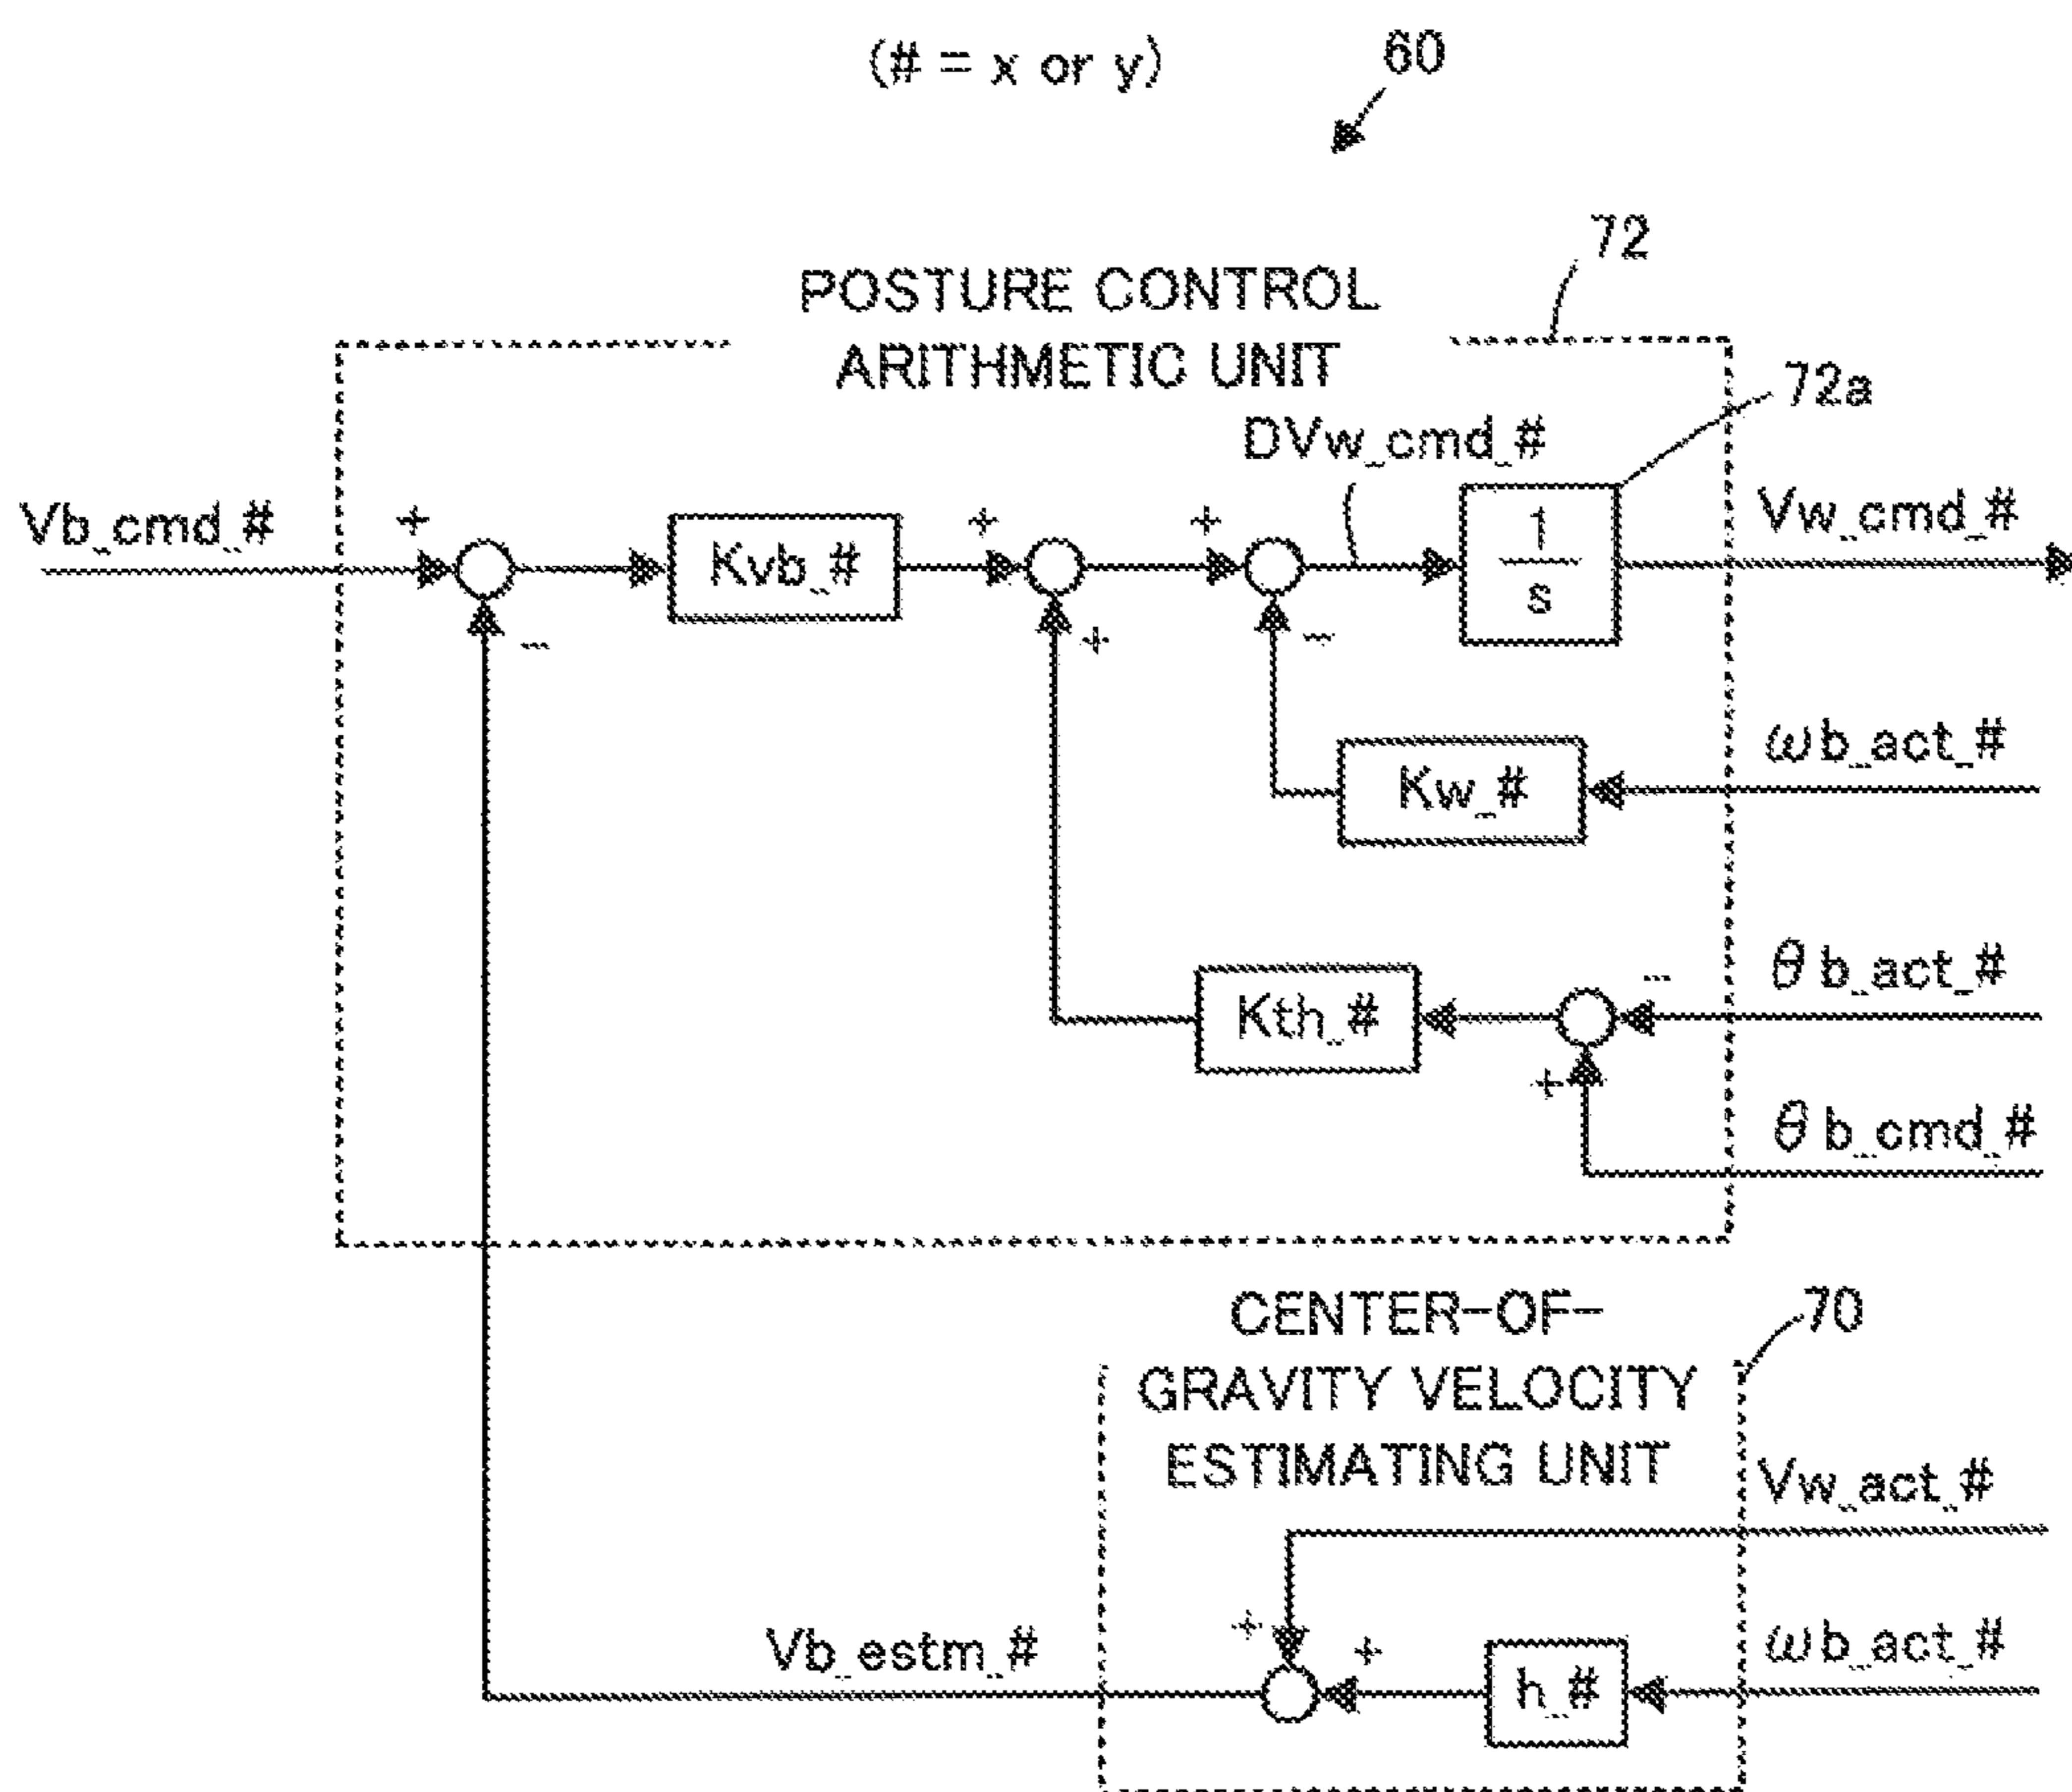 (# = x or y)
60
72
POSTURE CONTROL
ARITHMETIC UNIT
72a
DVw_cmd_#
Vb_cmd_#
+
Kvb_#
+
+
1
s
Vw_cmd_#
-
+
-
ωb_act_#
Kw_#
θb_act_#
-
Kth_#
+
θb_cmd_#
CENTER-OF-
GRAVITY VELOCITY
ESTIMATING UNIT
70
Vw_act_#
+
+
Vb_estm_#
h_#
ωb_act_#